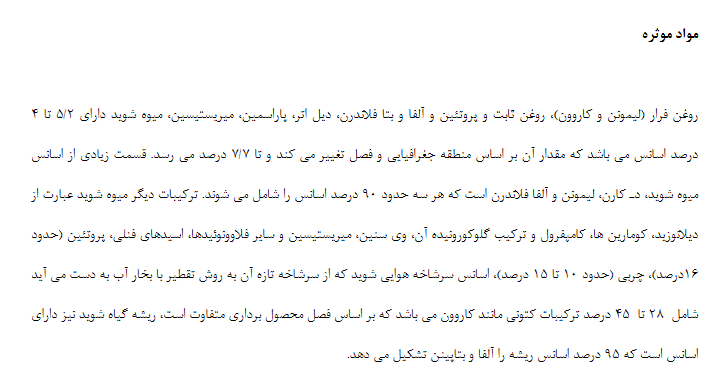 مواد موثره
روغن فرار (لیمونن و کاروون)، روغن ثابت و پروتئین و آلفا و بتا فلاندرن، دیل اتر، پاراسمین، میریستیسین، میوه شوید دارای ۵/۲ تا ۴
درصد اسانس می باشد که مقدار آن بر اساس منطقه جغرافیایی و فصل تغییر می کند و تا ۷/۷ درصد می رسد. قسمت زیادی از اسانس
میوه شوید، دـ کارن، لیمونن و آلفا فلاندرن است که هر سه حدود ۹۰ درصد اسانس را شامل می شوند. ترکیبات دیگر میوه شوید عبارت از
دیلانوزید، کومارین ها، کامپفرول و ترکیب گلوکورونیده آن، وی سنین، میریستیسین و سایر فلاوونوئیدها، اسیدهای فنلی، پروتئین (حدود
۱۶درصد)، چربی (حدود ۱۰ تا ۱۵ درصد)، اسانس سرشاخه هوایی شوید که از سرشاخه تازه آن به روش تقطیر با بخار آب به دست می آید
شامل ۲۸ تا ۴۵ درصد ترکیبات کتونی مانند کاروون می باشد که بر اساس فصل محصول برداری متفاوت است، ریشه گیاه شوید نیز دارای
اسانس است که ۹۵ درصد اسانس ریشه را آلفا و بتاپینن تشکیل می دهد.